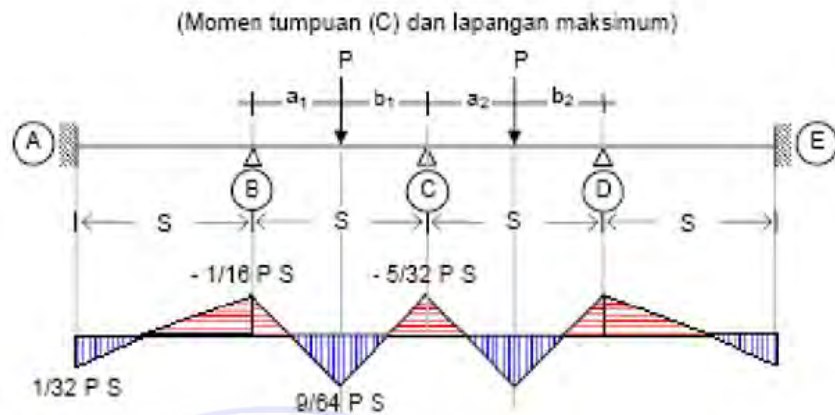 (Momen tumpuan (C) dan lapangan maksimum)
P P
a₁ b₁ a₂ b₂
A E
B C D
S S S S
- 1/16 P S - 5/32 P S
1/32 P S
9/64 P S